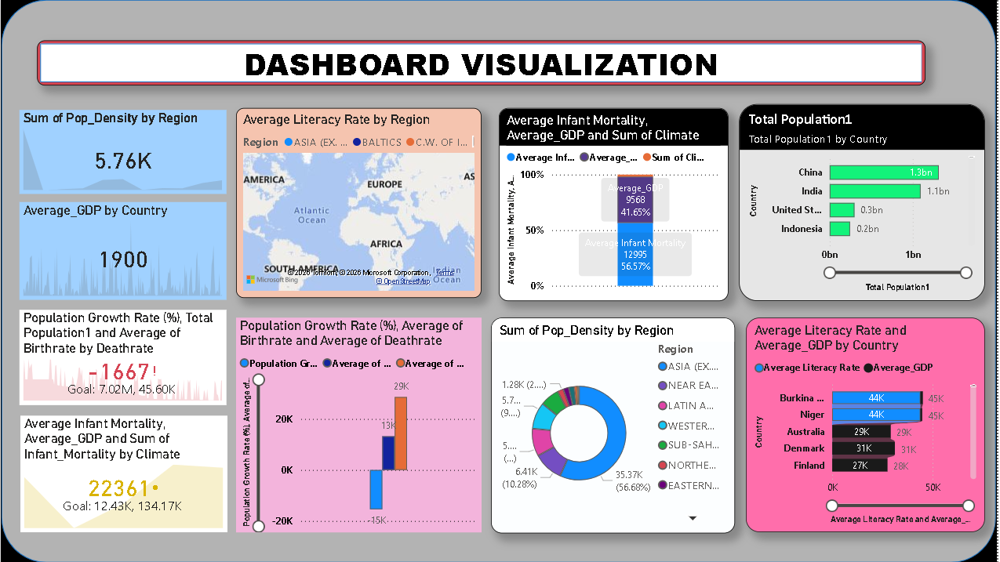 DASHBOARD VISUALIZATION
Sum of Pop_Density by Region
5.76K
Average_GDP by Country
1900
Population Growth Rate (%), Total
Population1 and Average of
Birthrate by Deathrate
-1667!
Goal: 7.02M, 45.60K
Average Infant Mortality,
Average_GDP and Sum of
Infant_Mortality by Climate
22361
Goal: 12.43K, 134.17K
Average Literacy Rate by Region
Region ASIA (EX. ... BALTICS C.W. OF I...
AMERICA
EUROPE
AS
Atlantic
Ocean
AFRICA
SOUTH AMERICA
Indian
Ocean
Microsoft Bing
© 2026 TomTom, © 2026 Microsoft Corporation, Terms
© OpenStreetMap
Population Growth Rate (%), Average of
Birthrate and Average of Deathrate
Population Gr... Average of ... Average of ...
Population Growth Rate (%), Average of...
20K
0K
-20K
29K
13K
-15K
Average Infant Mortality,
Average_GDP and Sum of Climate
Average Inf... Average_... Sum of Cli...
Average Infant Mortality, A...
100%
50%
0%
Average_GDP
9568
41.65%
Average Infant Mortality
12995
56.57%
Sum of Pop_Density by Region
1.28K (2....)
5.7...
(9....)
5....
(...)
6.41K
(10.28%)
35.37K
(56.68%)
Region
ASIA (EX....
NEAR EA...
LATIN A...
WESTER...
SUB-SAH...
NORTHE...
EASTERN...
Total Population1
Total Population1 by Country
Country
China 1.3bn
India 1.1bn
United St... 0.3bn
Indonesia 0.2bn
0bn 1bn
Total Population1
Average Literacy Rate and
Average_GDP by Country
Average Literacy Rate Average_GDP
Country
Burkina ... 44K 45K
Niger 44K 45K
Australia 29K 29K
Denmark 31K 31K
Finland 27K 28K
0K 50K
Average Literacy Rate and Average_...